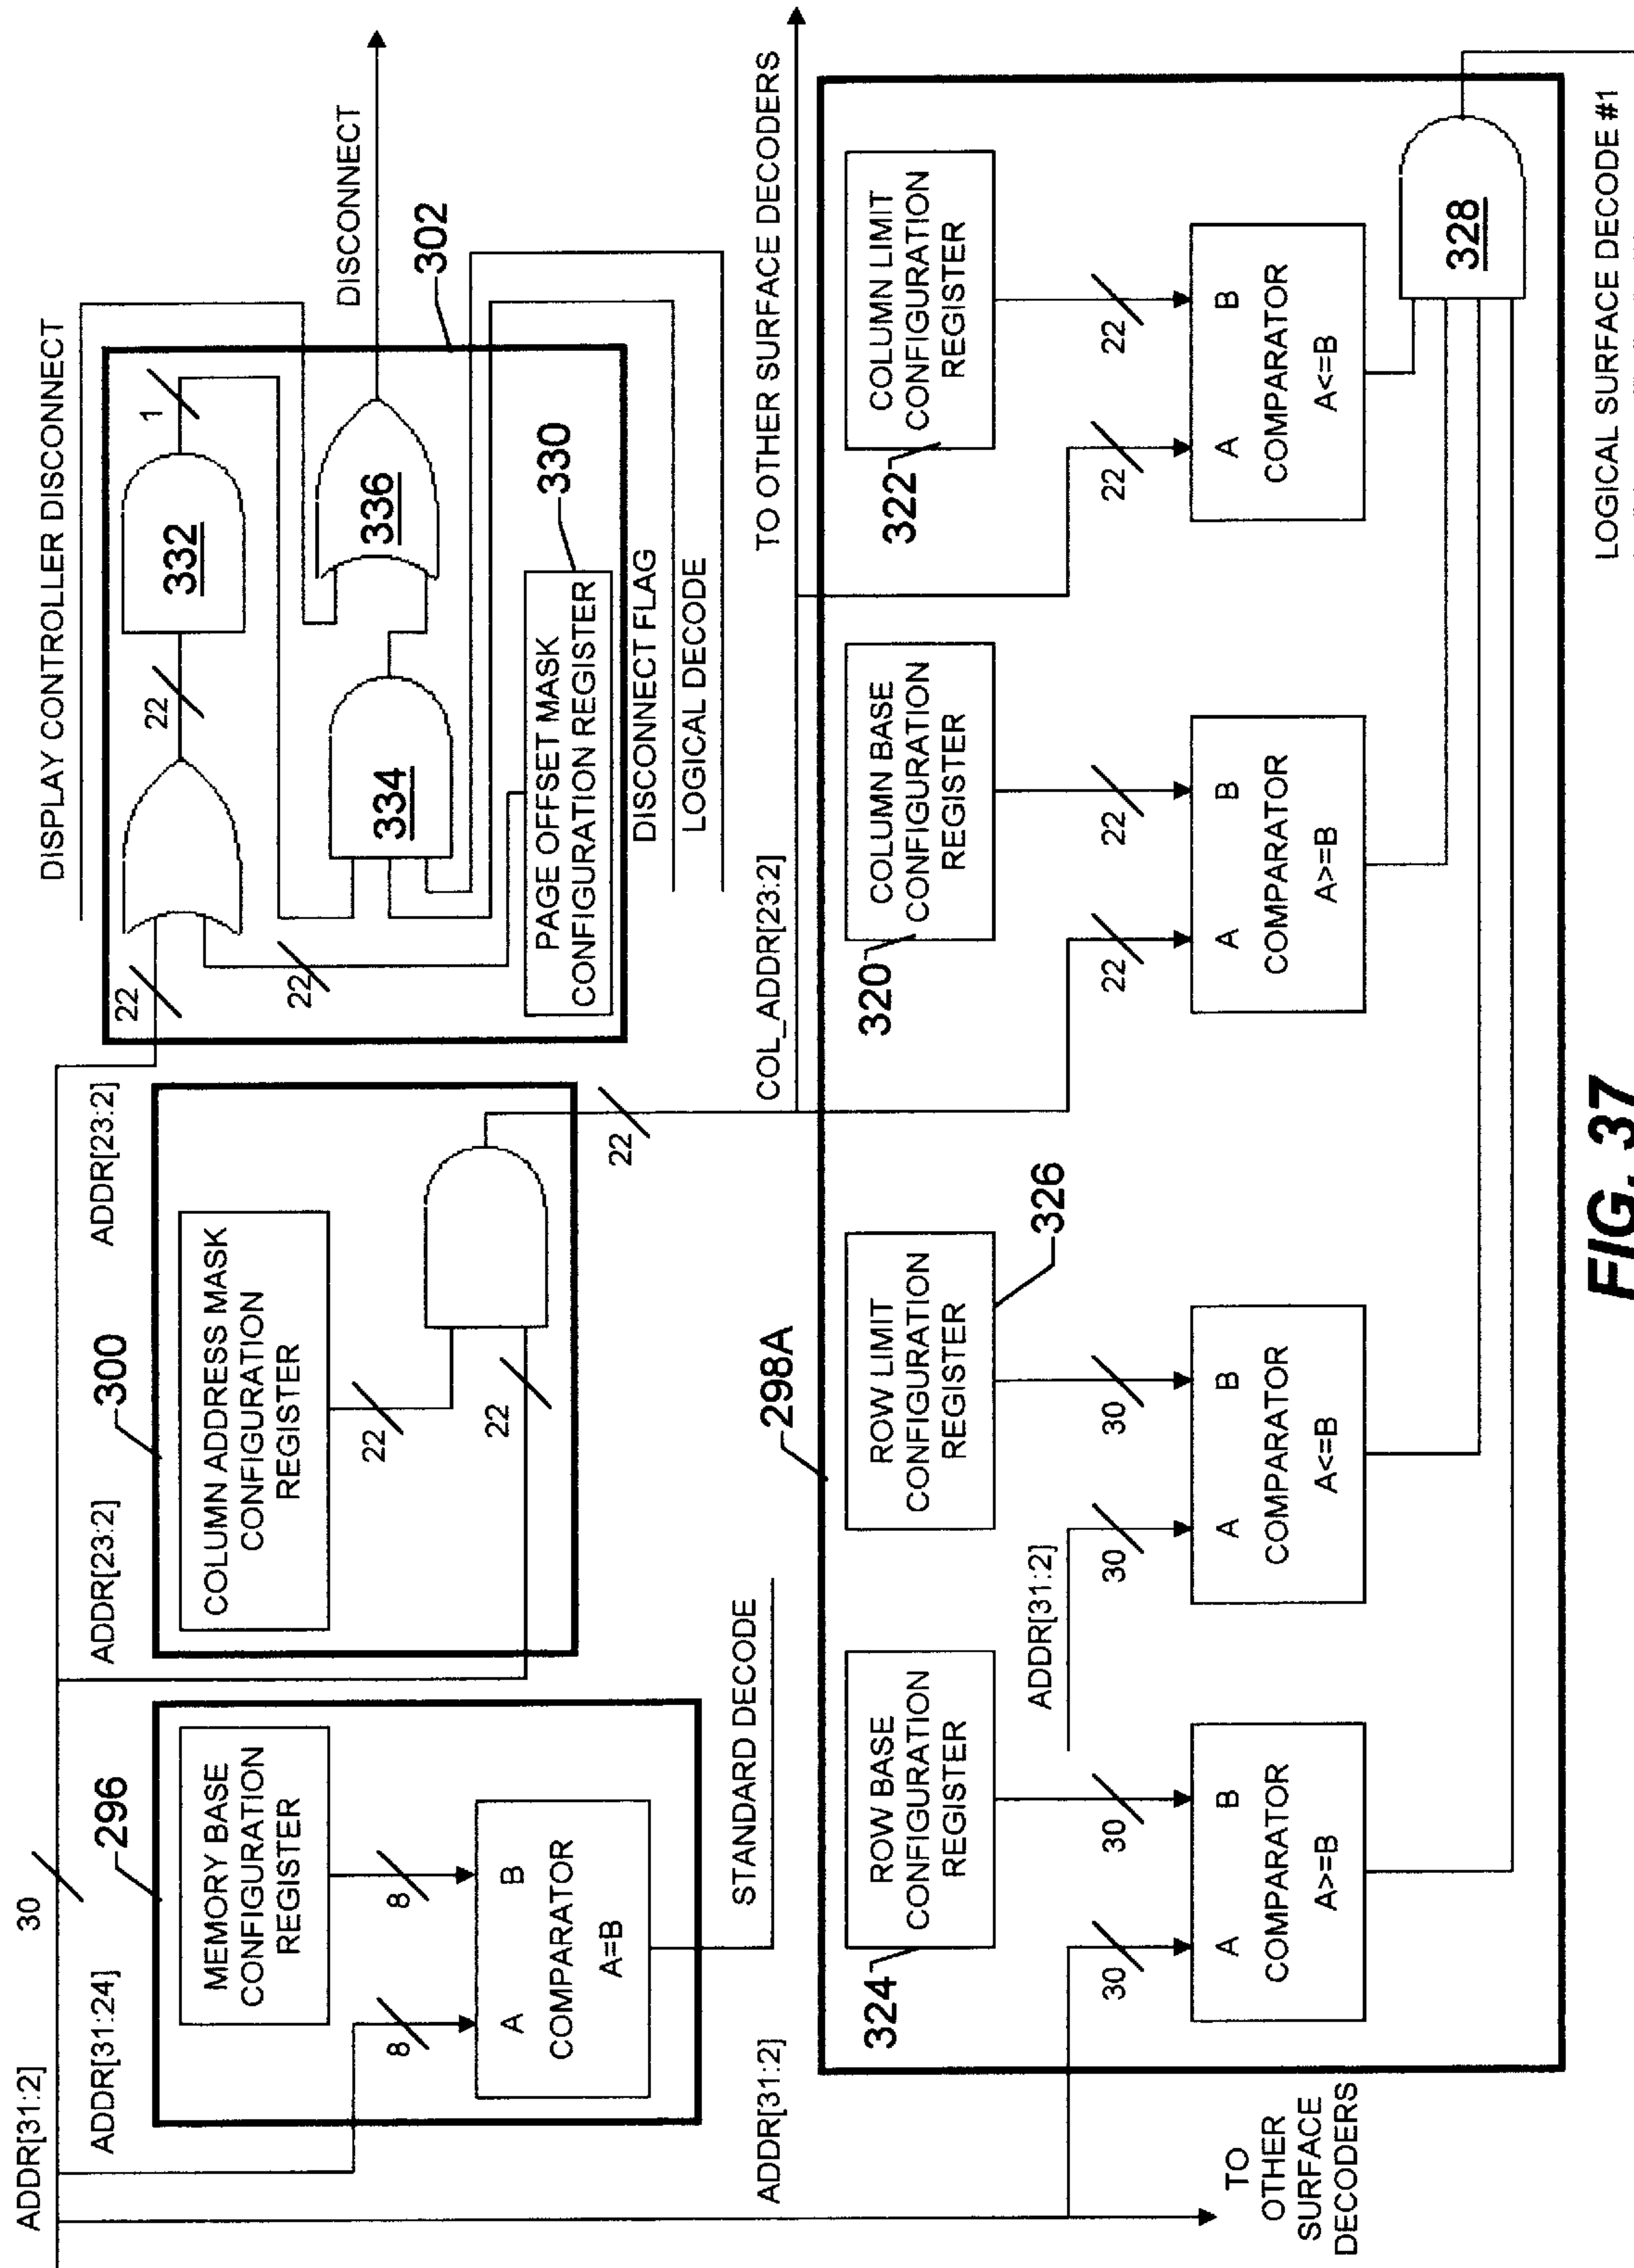 ADDR[31:2]
30
ADDR[31:24]
296
MEMORY BASE
CONFIGURATION
REGISTER
8
8
A
B
COMPARATOR
A=B
STANDARD DECODE
ADDR[23:2]
300
COLUMN ADDRESS MASK
CONFIGURATION
REGISTER
22
22
ADDR[23:2]
22
DISPLAY CONTROLLER DISCONNECT
22
22
22
332
1
334
336
DISCONNECT
302
330
PAGE OFFSET MASK
CONFIGURATION REGISTER
DISCONNECT FLAG
LOGICAL DECODE
COL_ADDR[23:2]
TO OTHER SURFACE DECODERS
ADDR[31:2]
TO
OTHER
SURFACE
DECODERS
298A
324
ROW BASE
CONFIGURATION
REGISTER
30
30
A
B
COMPARATOR
A>=B
ADDR[31:2]
ROW LIMIT
CONFIGURATION
REGISTER
326
30
30
A
B
COMPARATOR
A<=B
320
COLUMN BASE
CONFIGURATION
REGISTER
22
22
A
B
COMPARATOR
A>=B
322
COLUMN LIMIT
CONFIGURATION
REGISTER
22
22
A
B
COMPARATOR
A<=B
328
LOGICAL SURFACE DECODE #1
FIG. 37